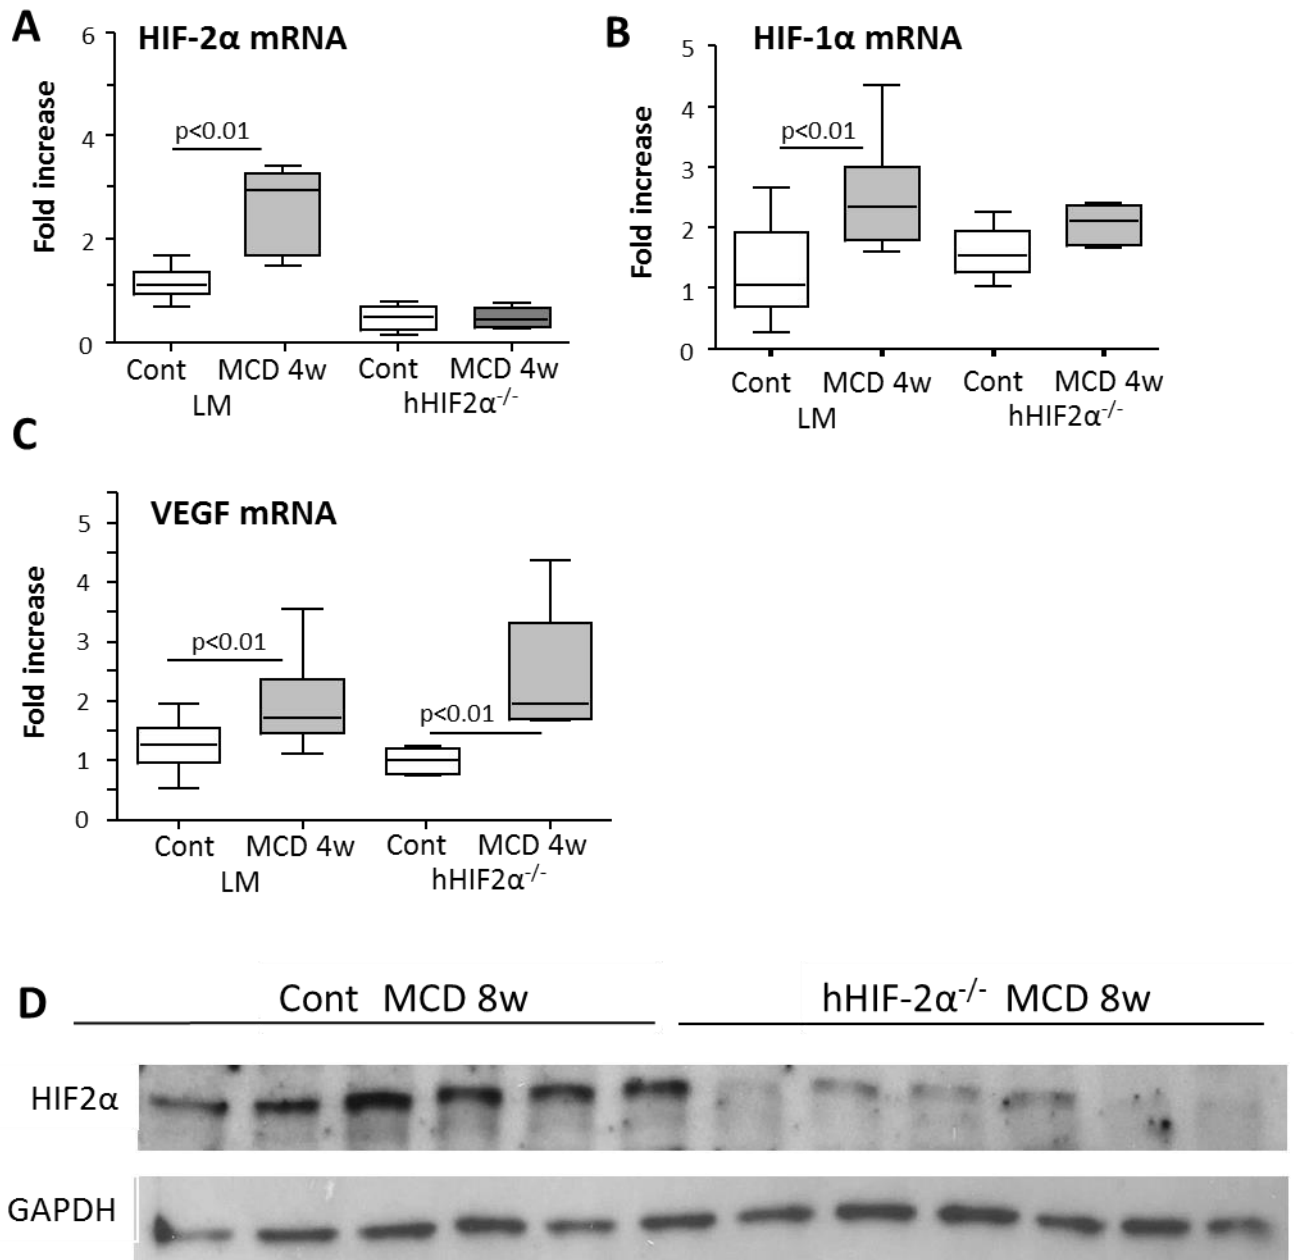 A
HIF-2α mRNA
Fold increase
6
4
2
0
p<0.01
Cont MCD 4w Cont MCD 4w
LM hHIF2α-/-
B
HIF-1α mRNA
Fold increase
5
4
3
2
1
0
p<0.01
Cont MCD 4w Cont MCD 4w
LM hHIF2α-/-
C
VEGF mRNA
Fold increase
5
4
3
2
1
0
p<0.01
p<0.01
Cont MCD 4w Cont MCD 4w
LM hHIF2α-/-
D
Cont MCD 8w hHIF-2α-/- MCD 8w
HIF2α
GAPDH